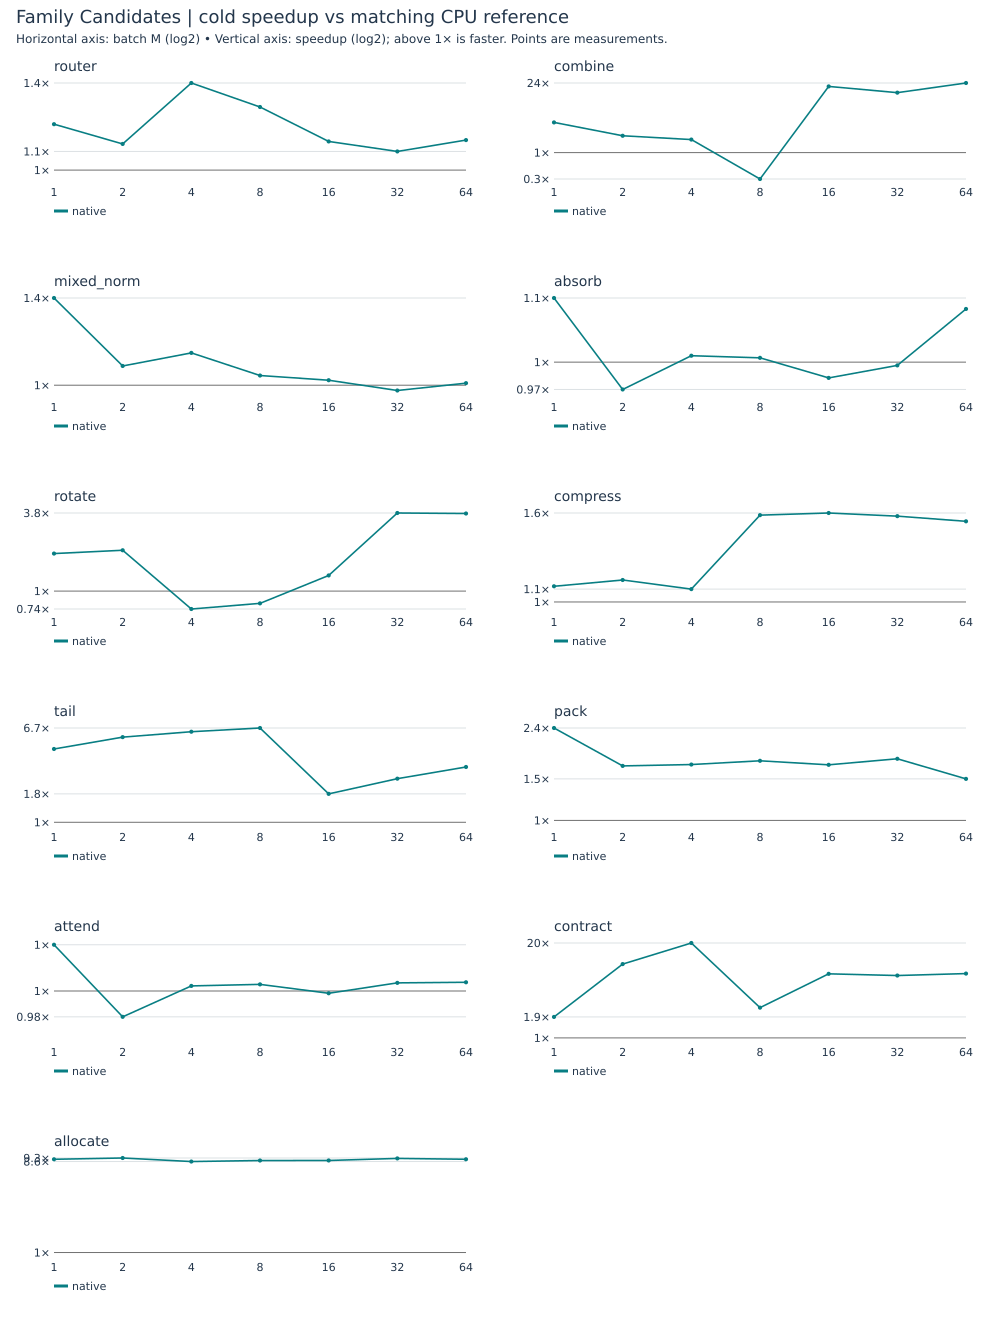 Family Candidates | cold speedup vs matching CPU reference
Horizontal axis: batch M (log2) • Vertical axis: speedup (log2); above 1× is faster. Points are measurements.
router
1.4×
1.1×
1×
1 2 4 8 16 32 64
native
combine
24×
1×
0.3×
1 2 4 8 16 32 64
native
mixed_norm
1.4×
1×
1 2 4 8 16 32 64
native
absorb
1.1×
1×
0.97×
1 2 4 8 16 32 64
native
rotate
3.8×
1×
0.74×
1 2 4 8 16 32 64
native
compress
1.6×
1.1×
1×
1 2 4 8 16 32 64
native
tail
6.7×
1.8×
1×
1 2 4 8 16 32 64
native
pack
2.4×
1.5×
1×
1 2 4 8 16 32 64
native
attend
1×
1×
0.98×
1 2 4 8 16 32 64
native
contract
20×
1.9×
1×
1 2 4 8 16 32 64
native
allocate
1×
1 2 4 8 16 32 64
native